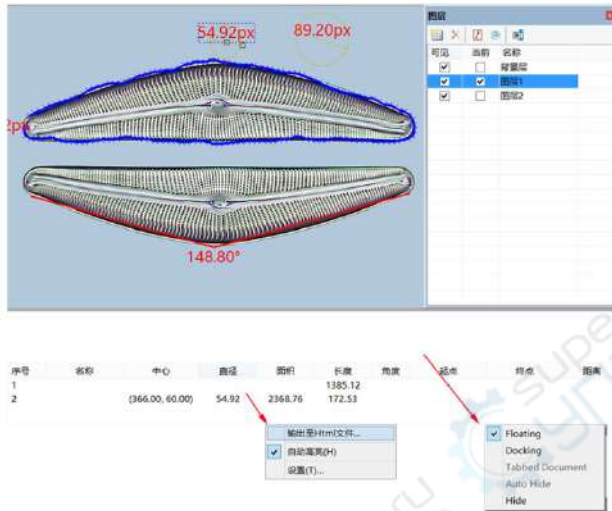 54.92px
89.20px
2px
148.80°
图层
可见 当前 名称
背景层
图层1
图层2
序号 名称 中心 直径 面积 长度 角度 起点 终点 距离
1 1385.12
2 (366.00, 60.00) 54.92 2368.76 172.53
输出至Html文件...
自动高亮(H)
设置(T)...
Floating
Docking
Tabbed Document
Auto Hide
Hide